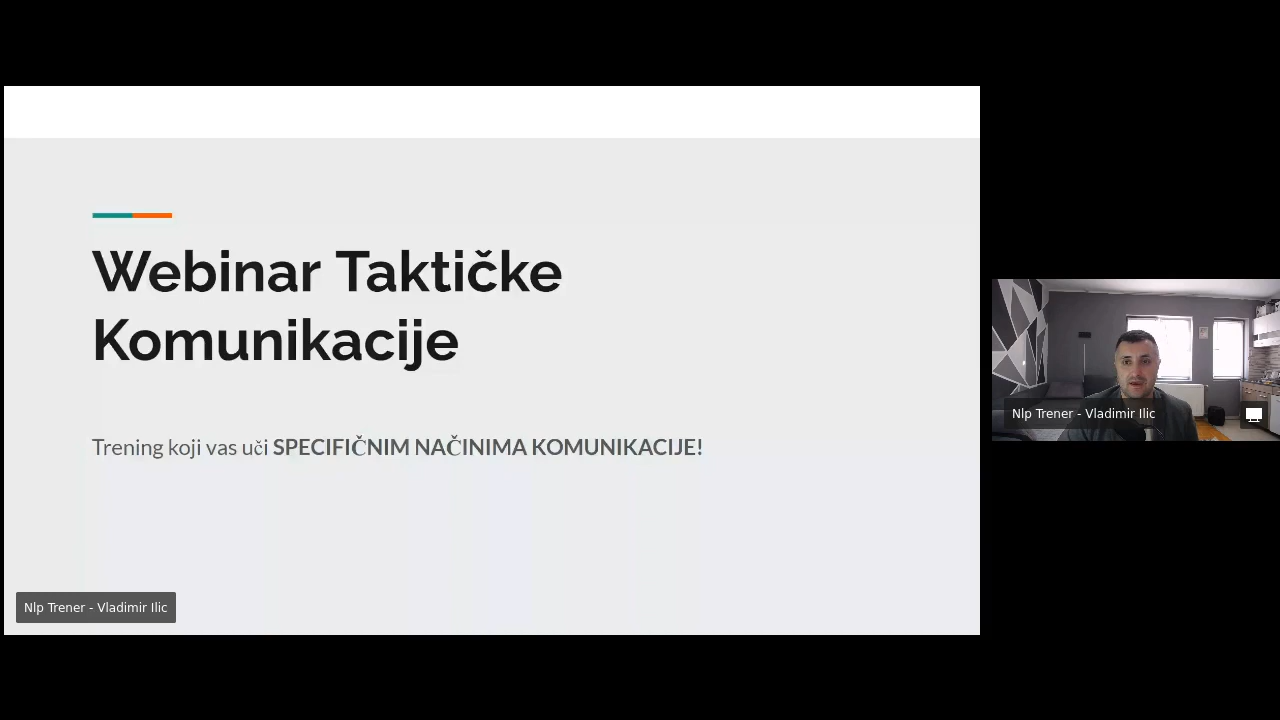 Webinar Taktičke
Komunikacije
Trening koji vas uči SPECIFIČNIM NAČINIMA KOMUNIKACIJE!
Nlp Trener - Vladimir Ilic
Nlp Trener - Vladimir Ilic